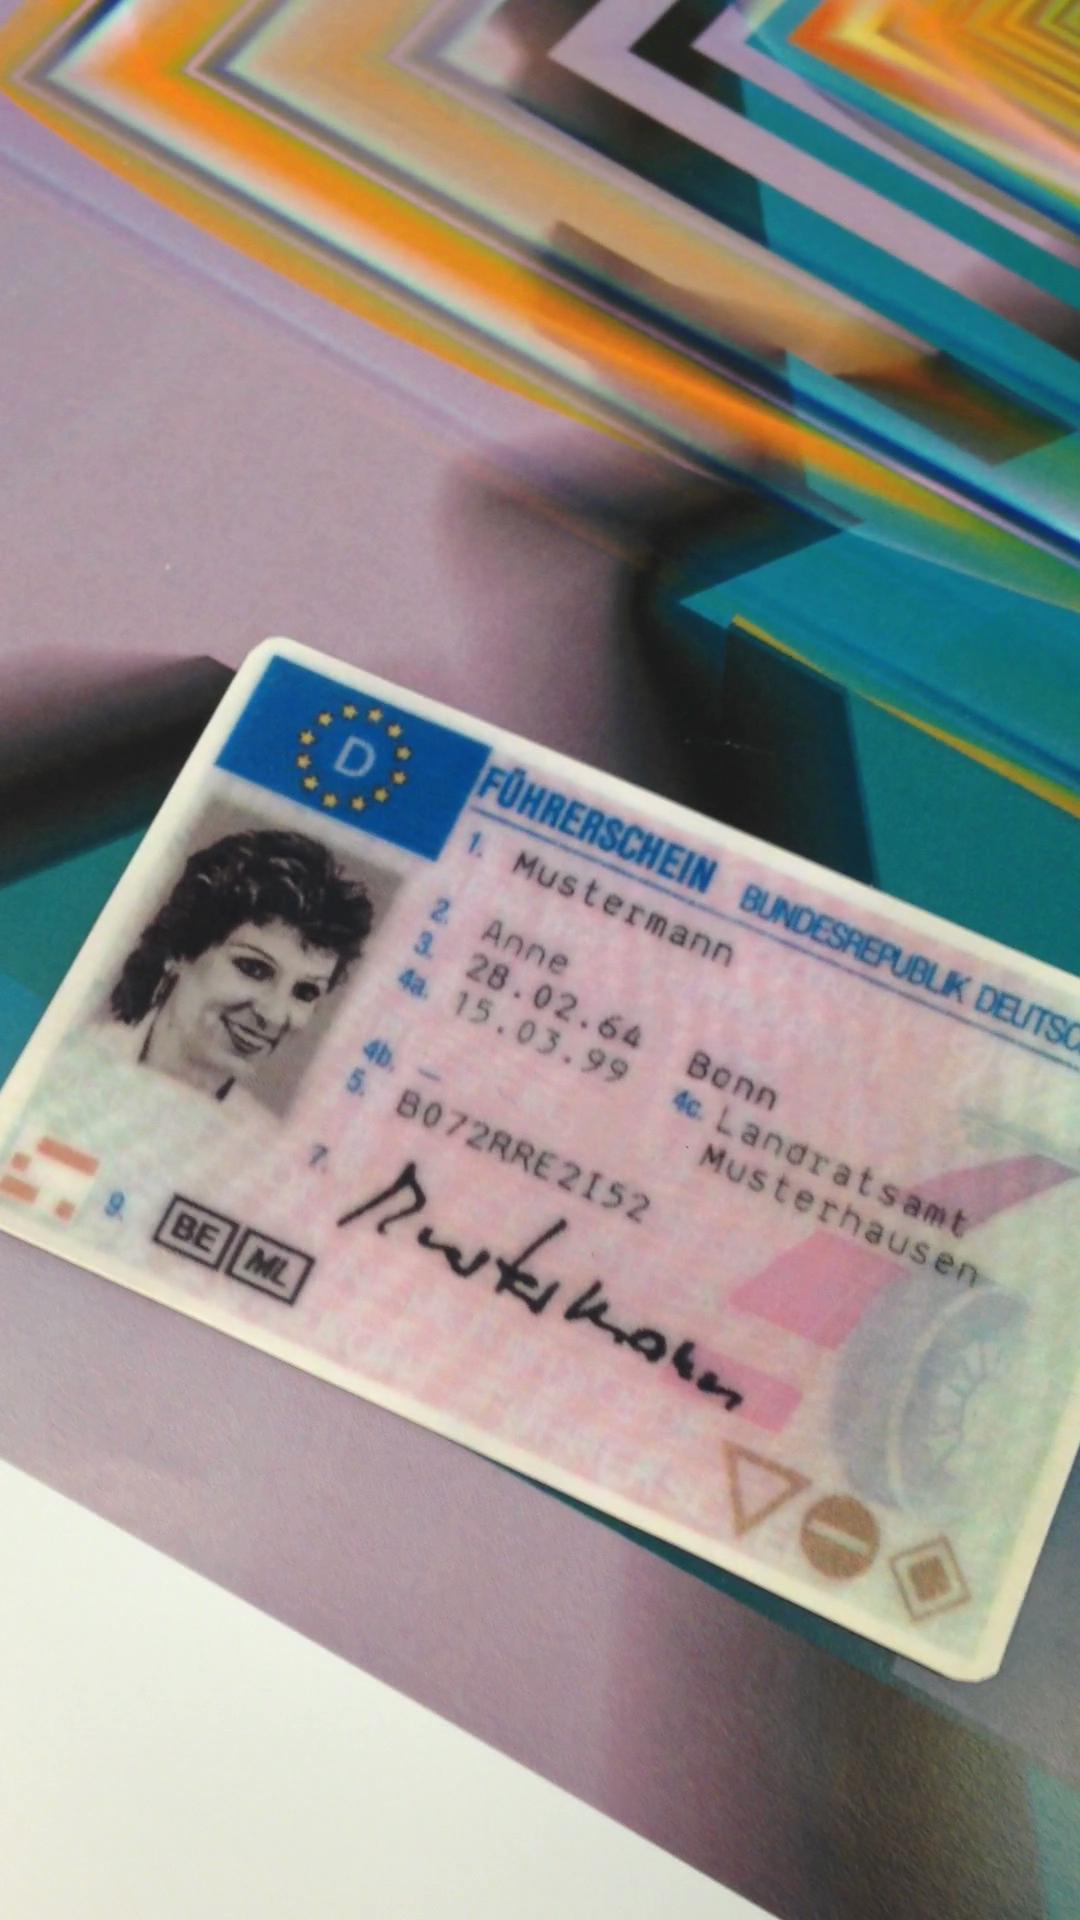 D
FÜHRERSCHEIN BUNDESREPUBLIK
1. Mustermann
2. Anne
3. 28.02.64 Bonn
4a. 15.03.99 4c. Landratsamt
Musterhausen
4b. —
5. B072RRE2I52
7. Mustermann
9. BE ML